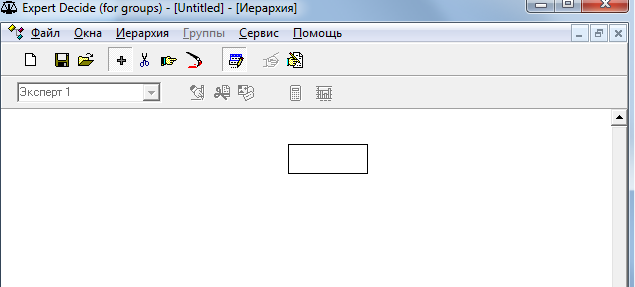 Expert Decide (for groups) - [Untitled] - [Иерархия]
Файл Окна Иерархия Группы Сервис Помощь
Эксперт 1